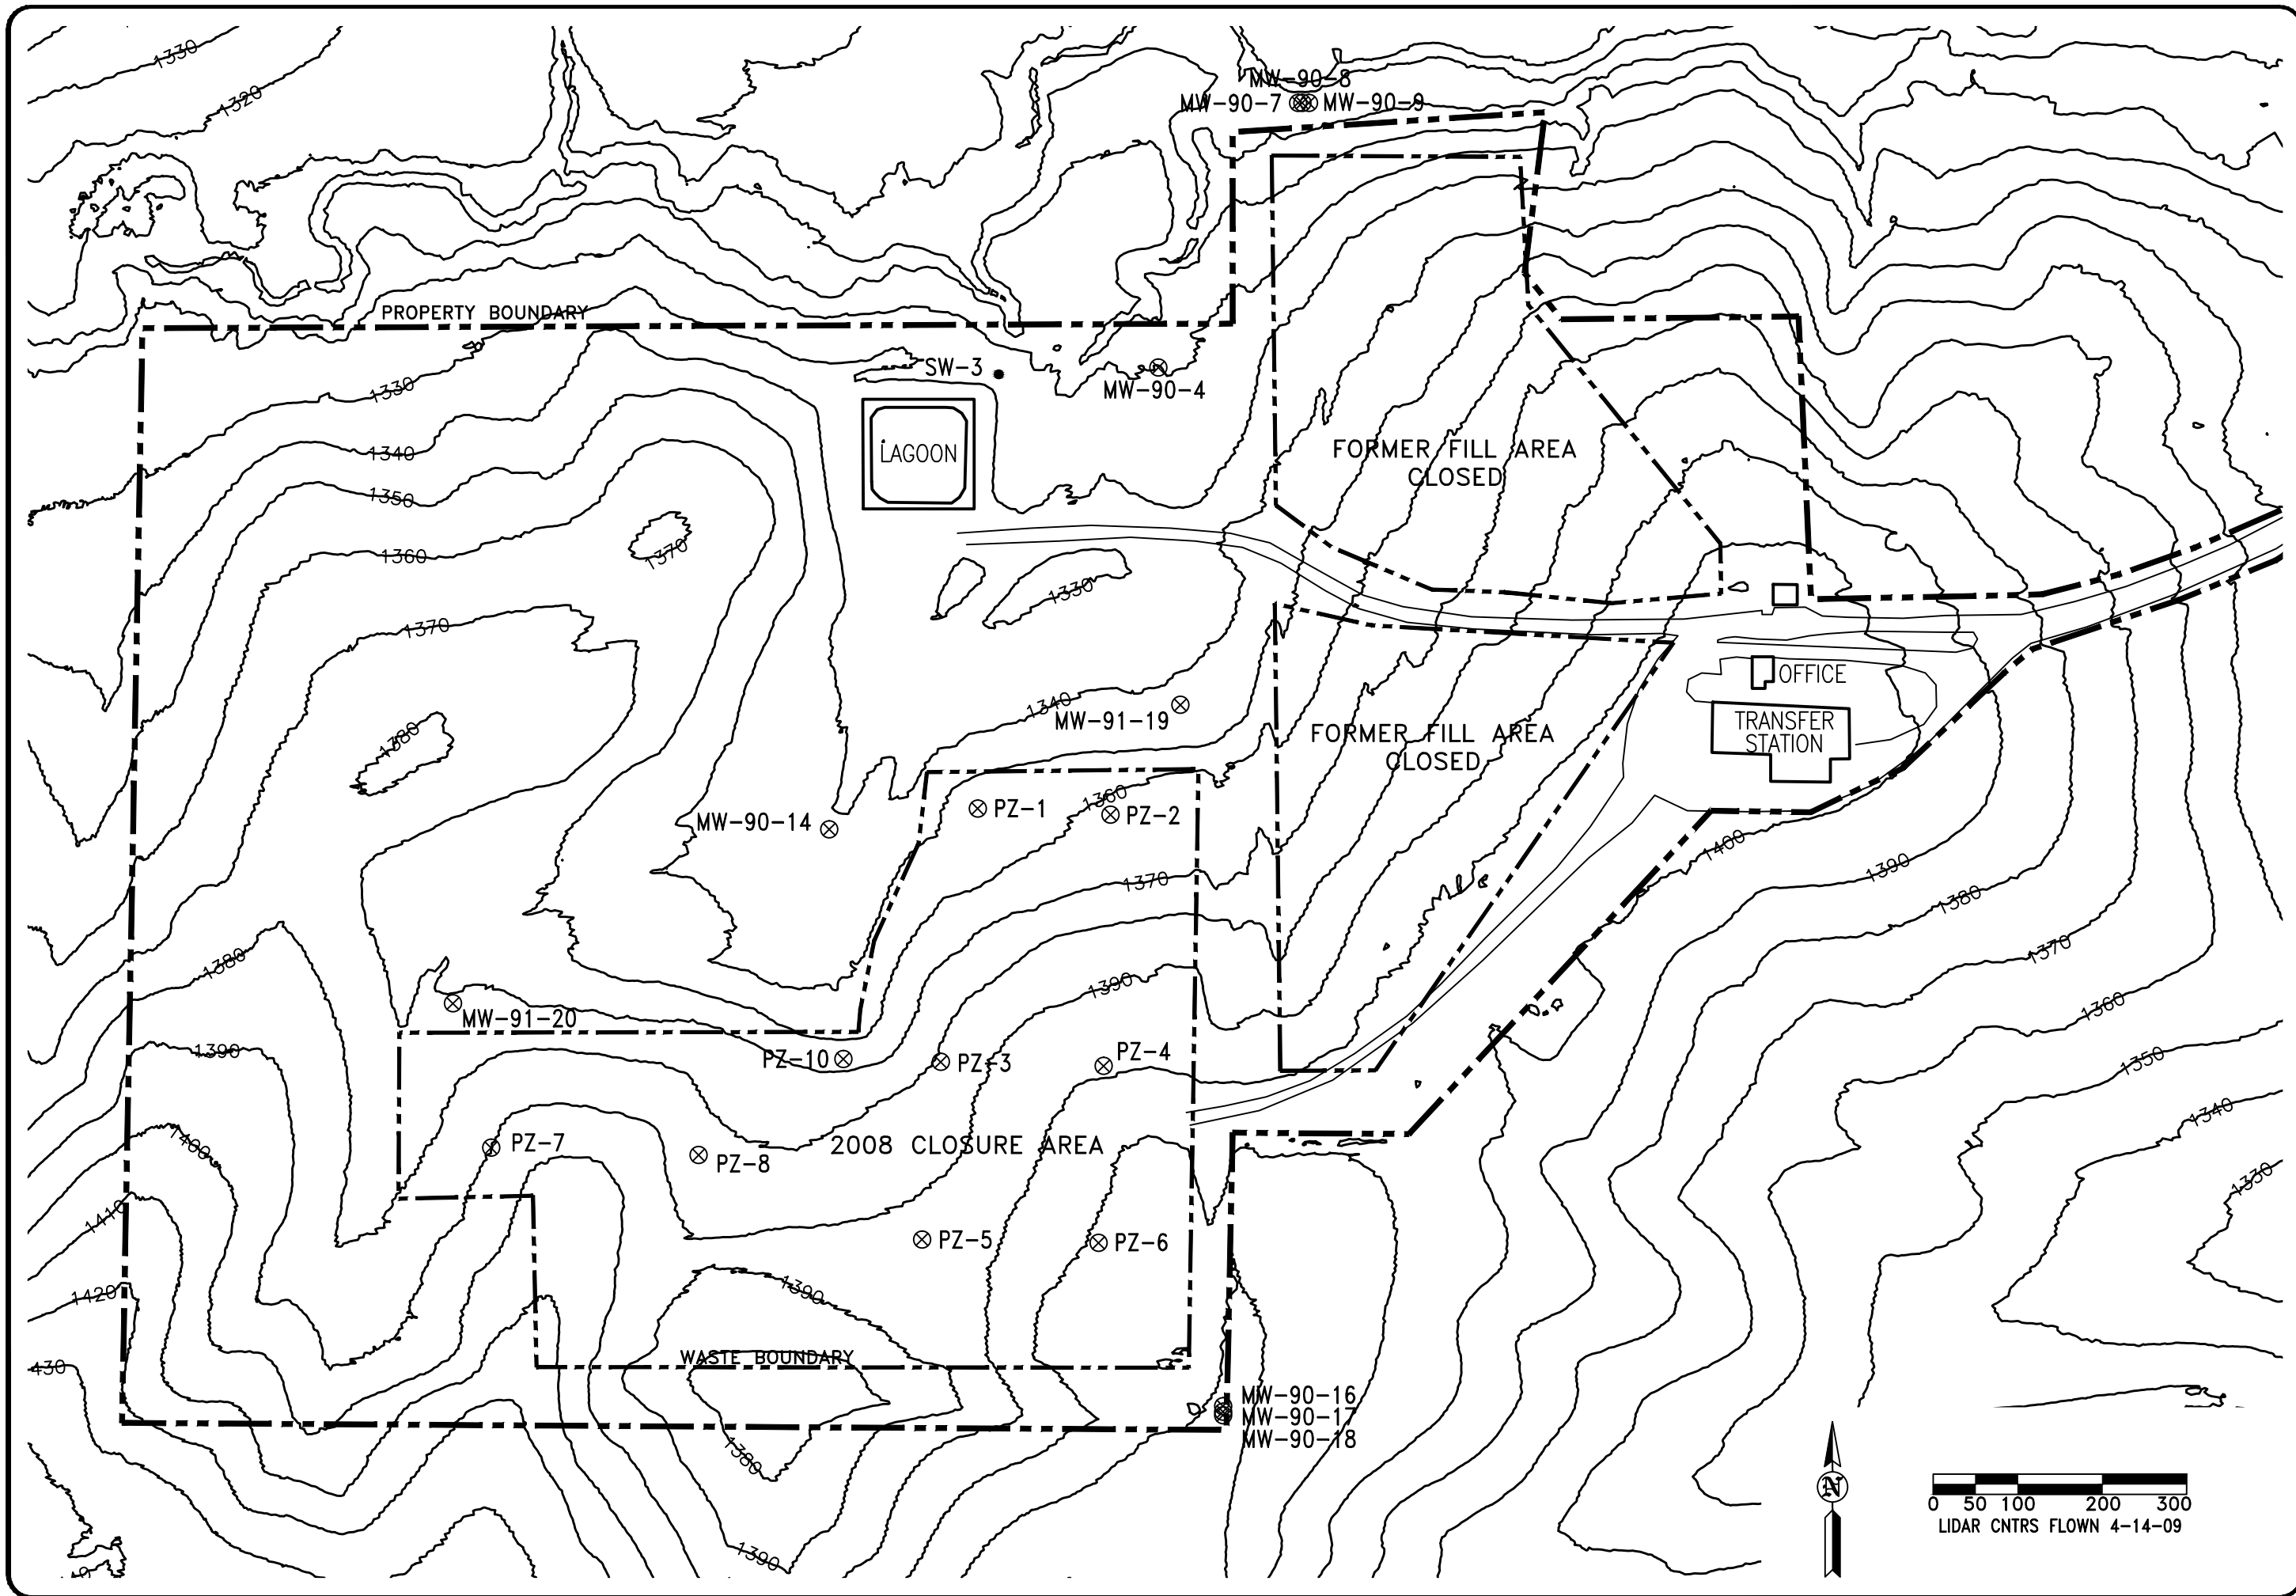 1330
1320
MW-90-8
MW-90-7
MW-90-9
PROPERTY BOUNDARY
SW-3
MW-90-4
1330
1340
1350
1360
1370
LAGOON
FORMER FILL AREA
CLOSED
1330
1370
1340
MW-91-19
1380
OFFICE
TRANSFER
STATION
FORMER FILL AREA
CLOSED
1360
PZ-1
PZ-2
MW-90-14
1400
1390
1380
1370
1370
1380
1390
1360
MW-91-20
1390
1350
PZ-10
PZ-3
PZ-4
1340
1400
PZ-7
PZ-8
2008 CLOSURE AREA
1330
1410
PZ-5
PZ-6
1420
1390
430
WASTE BOUNDARY
MW-90-16
MW-90-17
MW-90-18
1380
1390
N
0 50 100 200 300
LIDAR CNTRS FLOWN 4-14-09